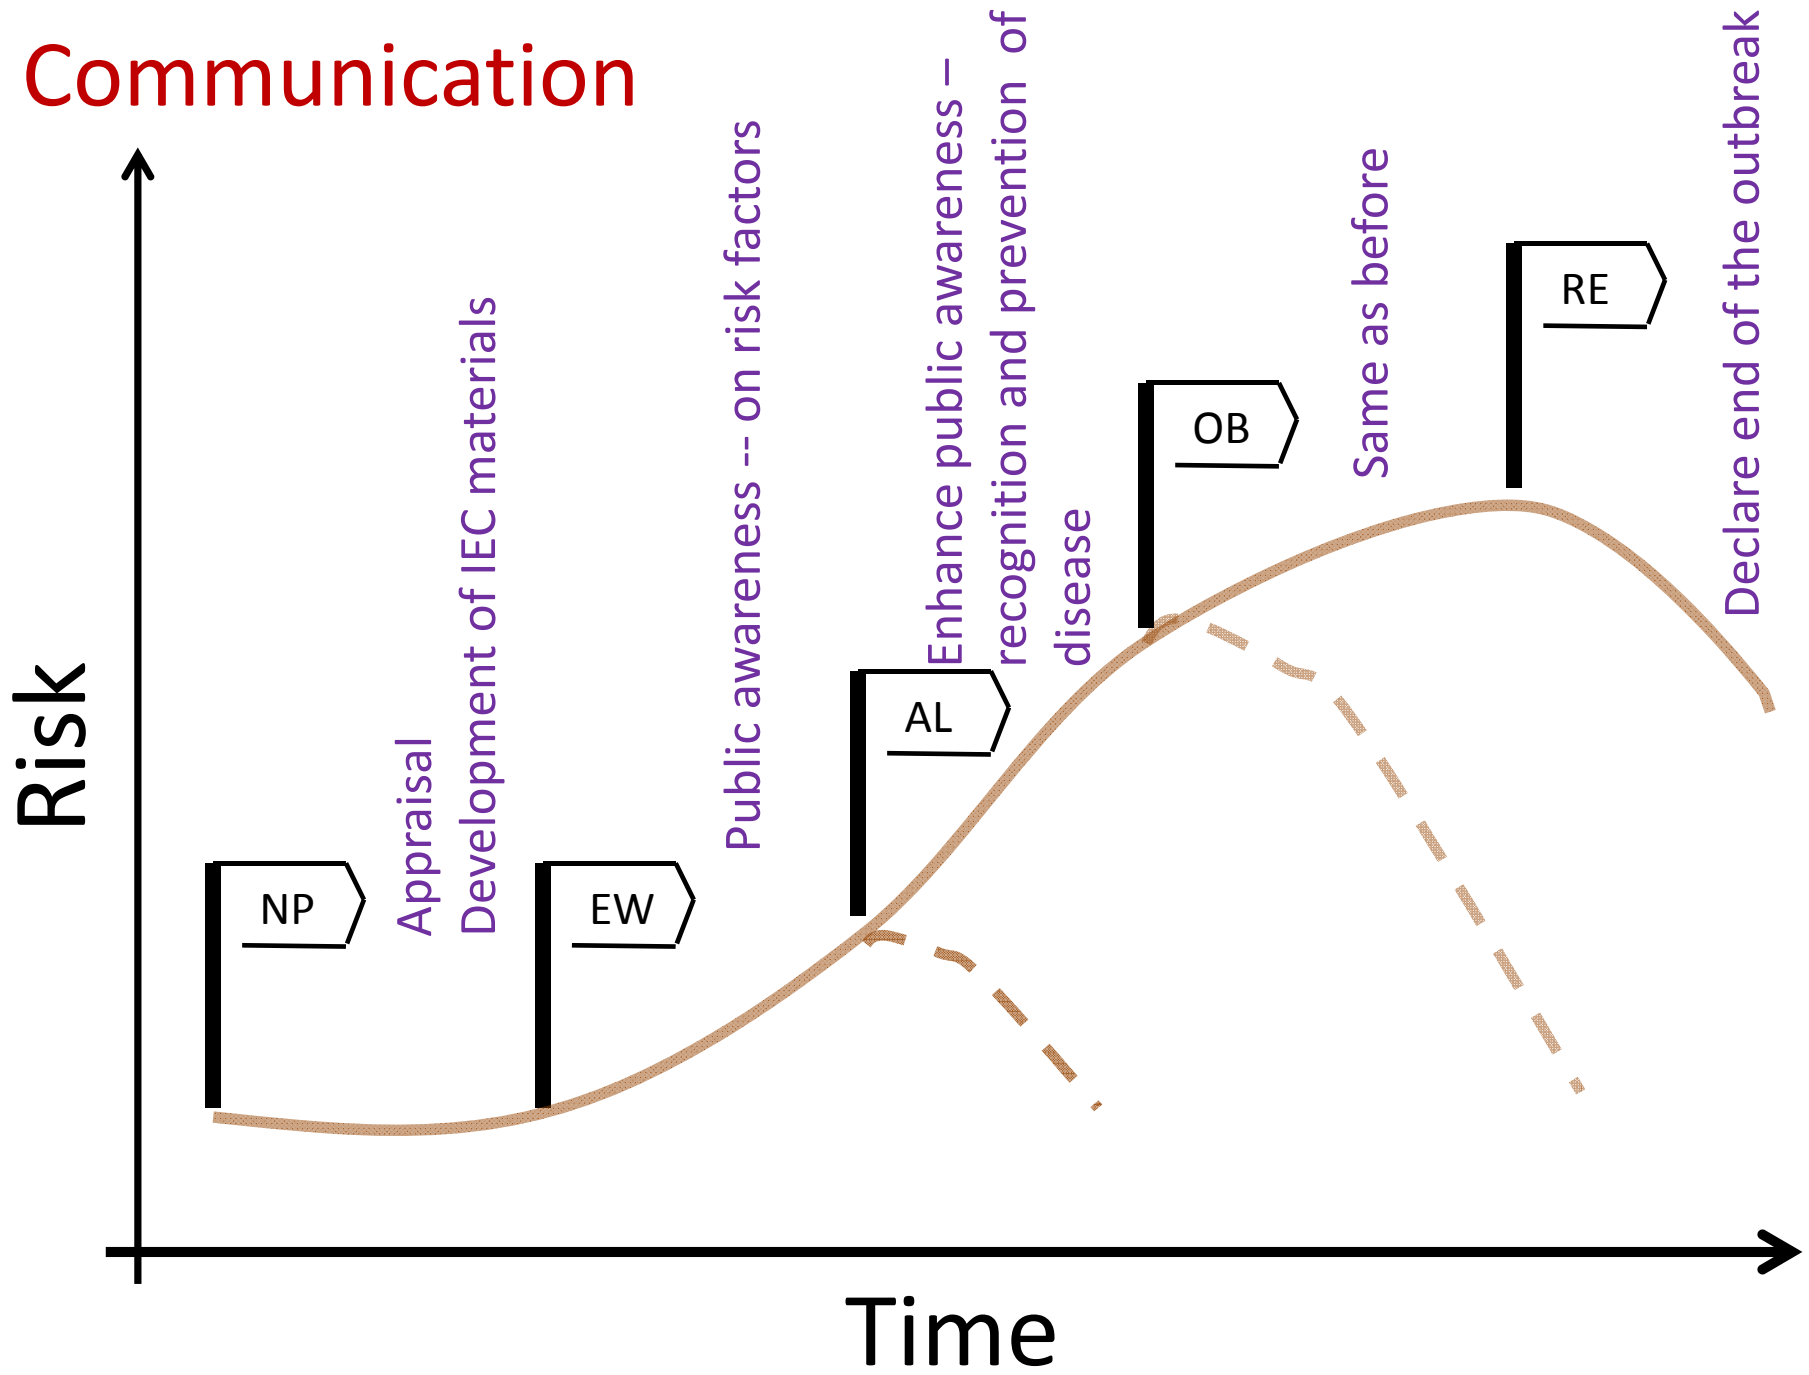 Communication
Risk
NP
Appraisal
Development of IEC materials
EW
Public awareness -- on risk factors
AL
Enhance public awareness –
recognition and prevention of
disease
OB
Same as before
RE
Declare end of the outbreak
Time